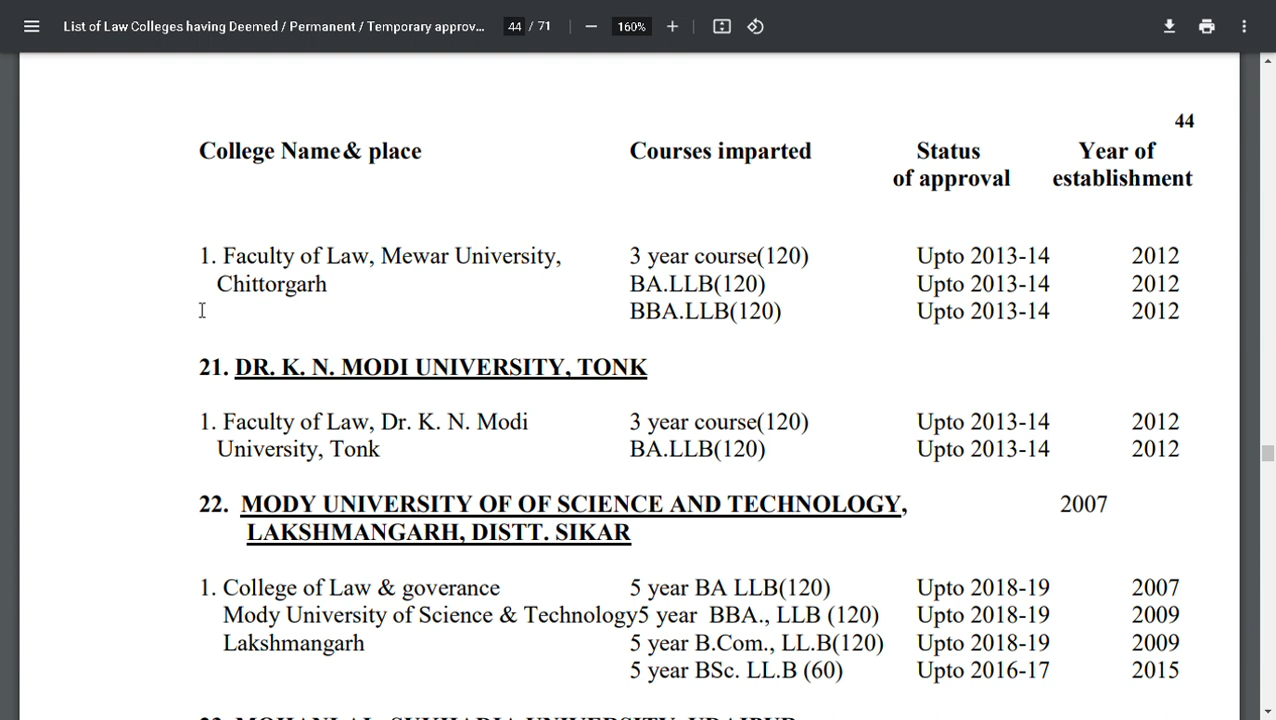 List of Law Colleges having Deemed / Permanent / Temporary approv... 44 / 71 160%
44
College Name& place Courses imparted Status Year of
of approval establishment
1. Faculty of Law, Mewar University, 3 year course(120) Upto 2013-14 2012
Chittorgarh BA.LLB(120) Upto 2013-14 2012
BBA.LLB(120) Upto 2013-14 2012
21. DR. K. N. MODI UNIVERSITY, TONK
1. Faculty of Law, Dr. K. N. Modi 3 year course(120) Upto 2013-14 2012
University, Tonk BA.LLB(120) Upto 2013-14 2012
22. MODY UNIVERSITY OF OF SCIENCE AND TECHNOLOGY, 2007
LAKSHMANGARH, DISTT. SIKAR
1. College of Law & goverance 5 year BA LLB(120) Upto 2018-19 2007
Mody University of Science & Technology5 year BBA., LLB (120) Upto 2018-19 2009
Lakshmangarh 5 year B.Com., LL.B(120) Upto 2018-19 2009
5 year BSc. LL.B (60) Upto 2016-17 2015
23. MOHANLAL SUKHADIA UNIVERSITY, UDAIPUR